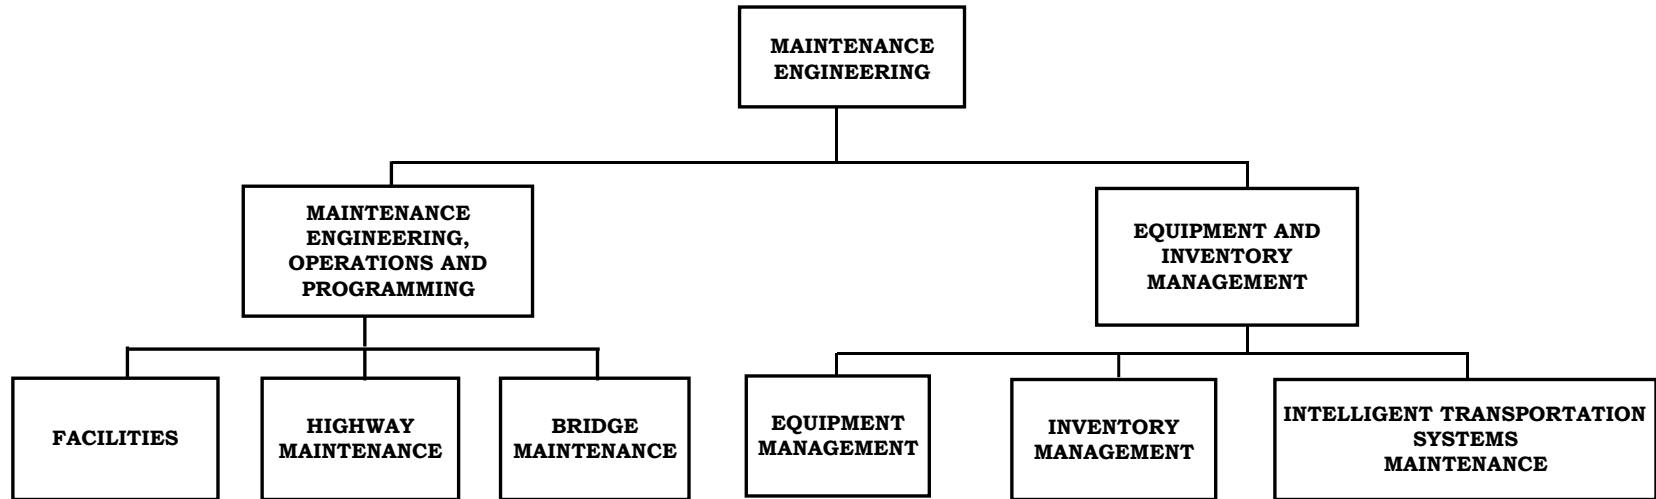 MAINTENANCE
ENGINEERING
MAINTENANCE
ENGINEERING,
OPERATIONS AND
PROGRAMMING
EQUIPMENT AND
INVENTORY
MANAGEMENT
FACILITIES
HIGHWAY
MAINTENANCE
BRIDGE
MAINTENANCE
EQUIPMENT
MANAGEMENT
INVENTORY
MANAGEMENT
INTELLIGENT TRANSPORTATION
SYSTEMS
MAINTENANCE